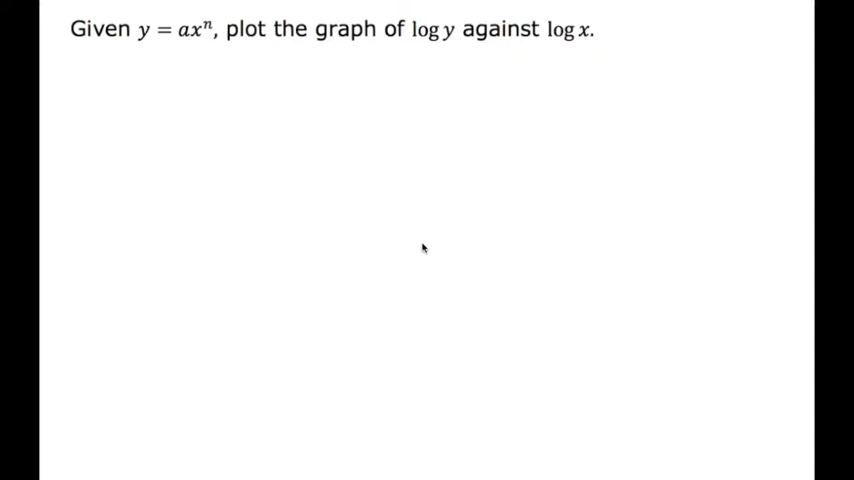 Given y = axⁿ, plot the graph of log y against log x.